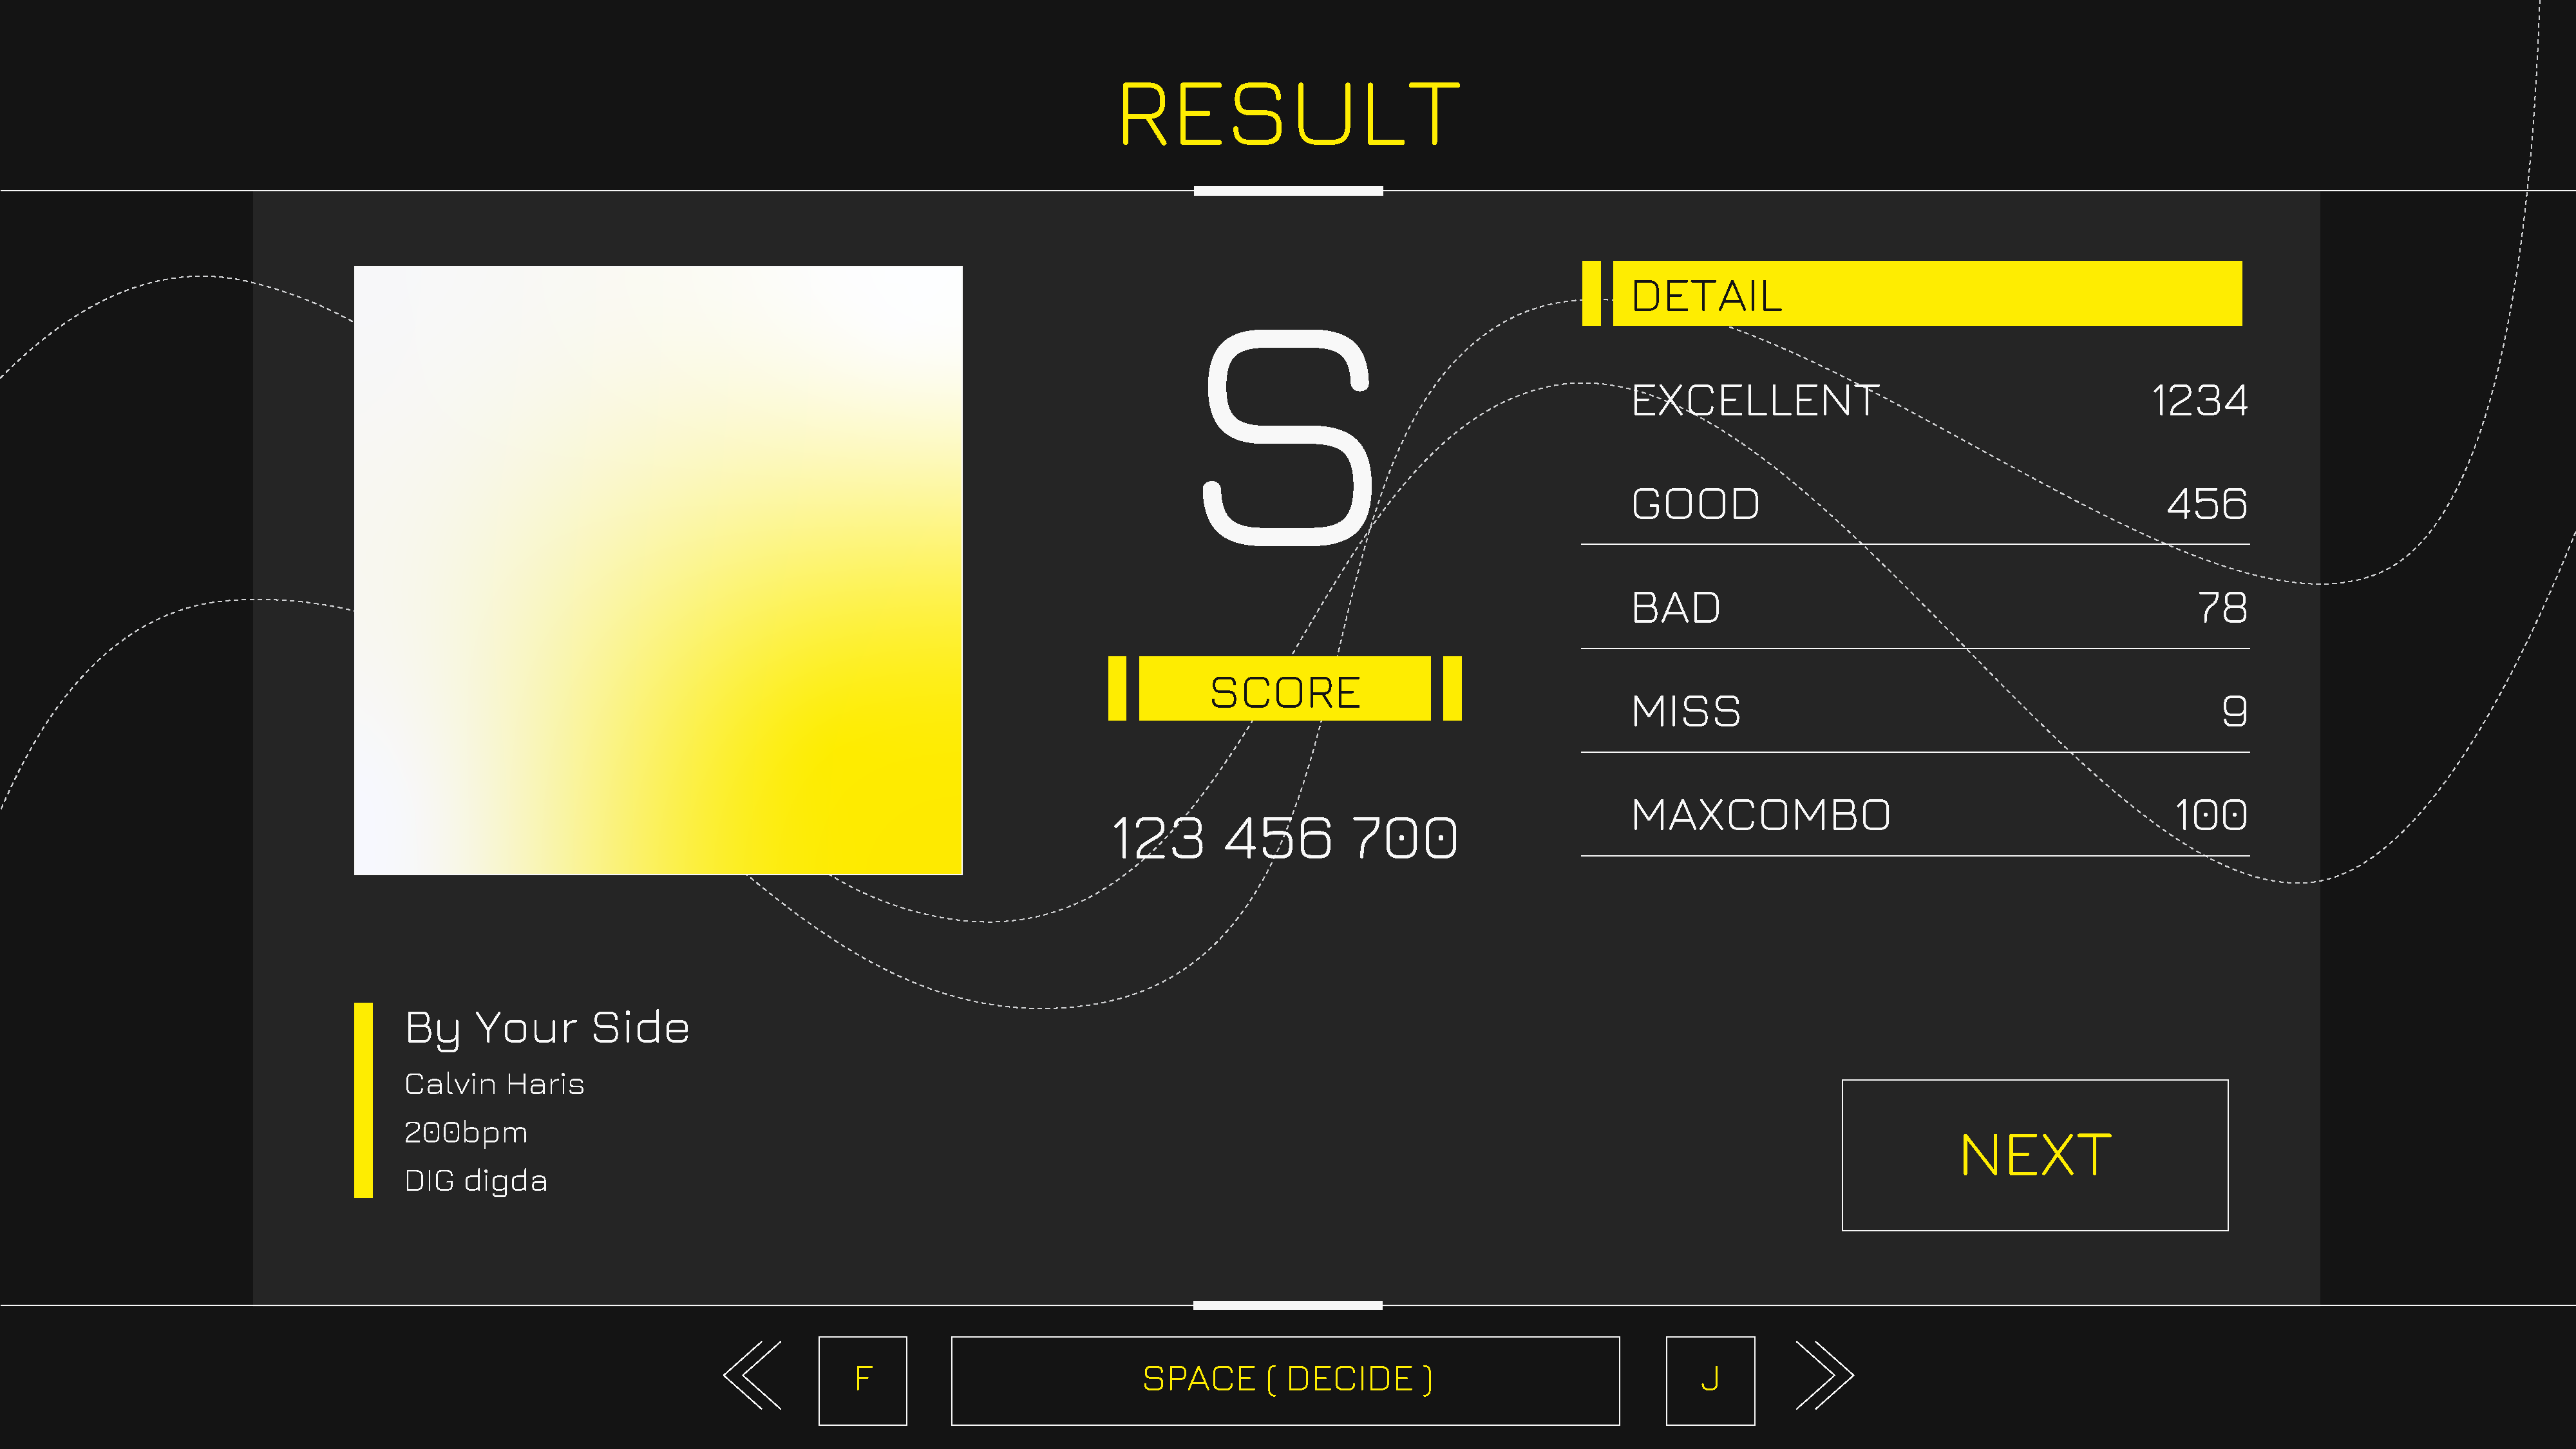 RESULT
S
SCORE
123 456 700
DETAIL
EXCELLENT 1234
GOOD 456
BAD 78
MISS 9
MAXCOMBO 100
By Your Side
Calvin Haris
200bpm
DIG digda
NEXT
F SPACE ( DECIDE ) J